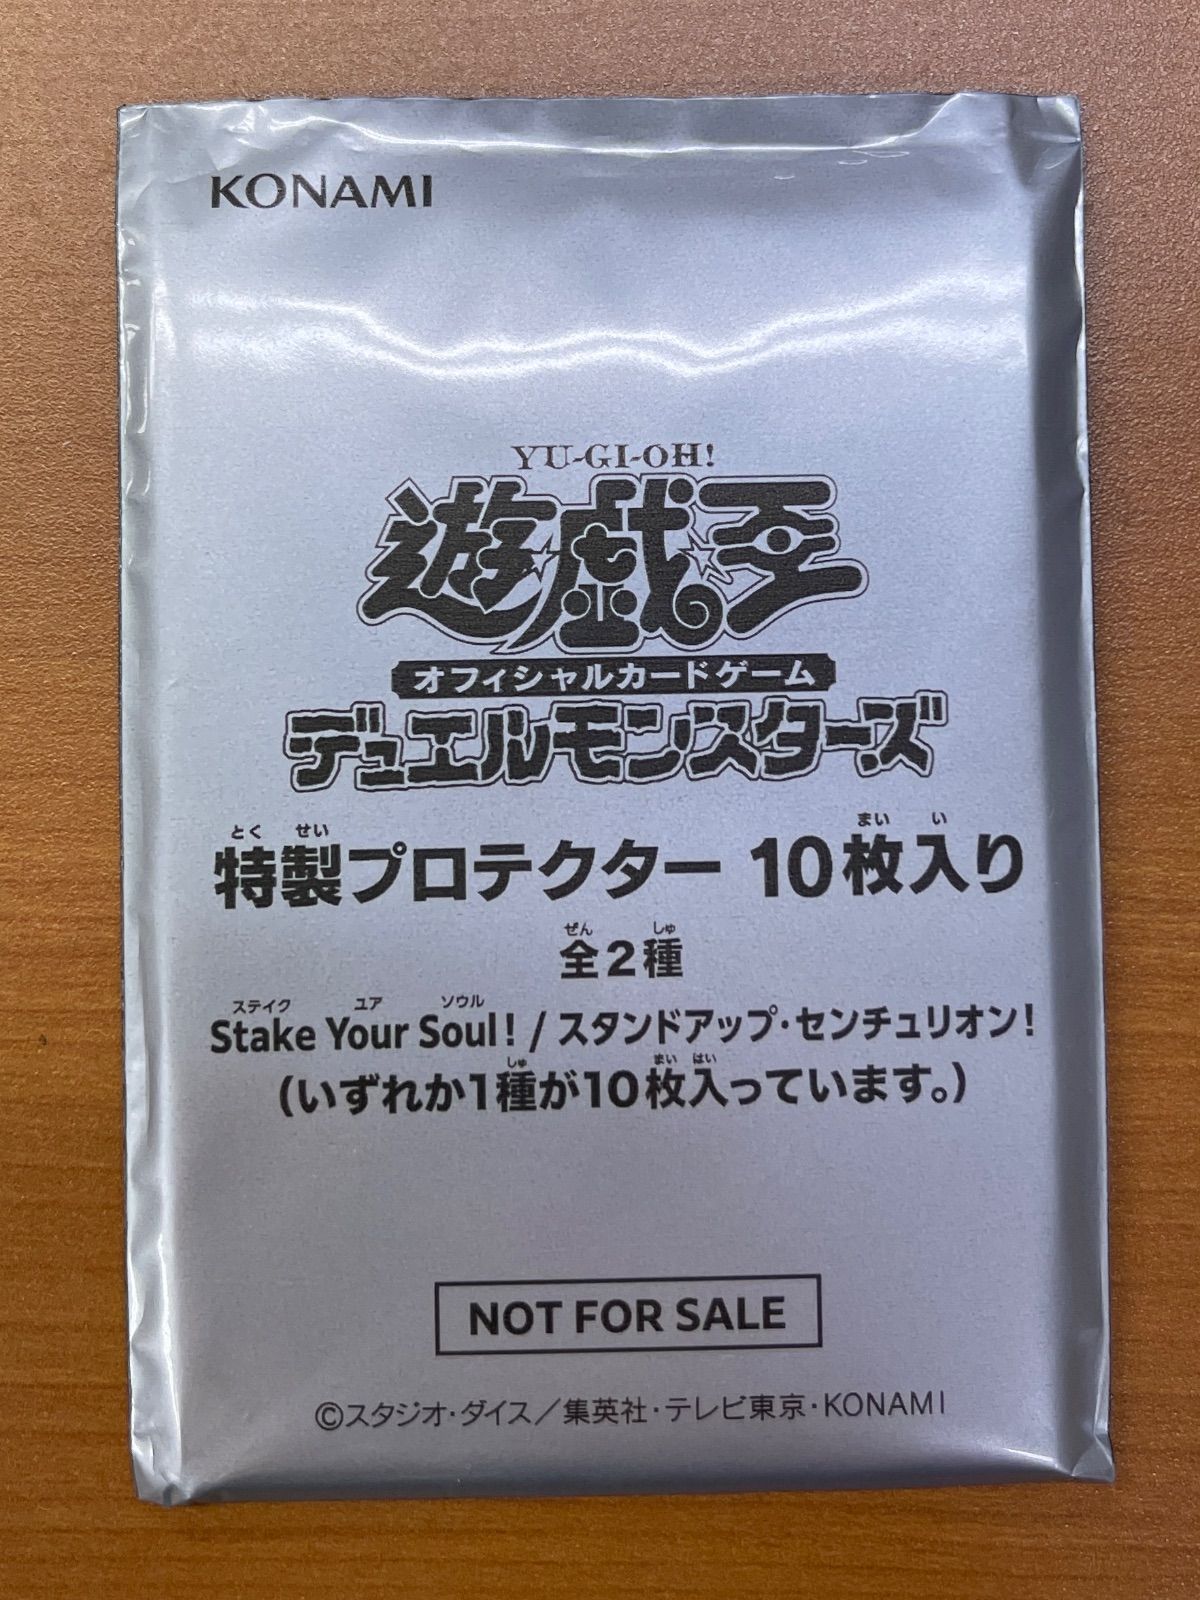 KONAMI
YU-GI-OH!
遊戯王
オフィシャルカードゲーム
デュエルモンスターズ
とく せい まい い
特製プロテクター 10枚入り
ぜん しゅ
全2種
ステイク ユア ソウル
Stake Your Soul! / スタンドアップ・センチュリオン!
しゅ まい はい
(いずれか1種が10枚入っています。)
NOT FOR SALE
©スタジオ・ダイス/集英社・テレビ東京・KONAMI